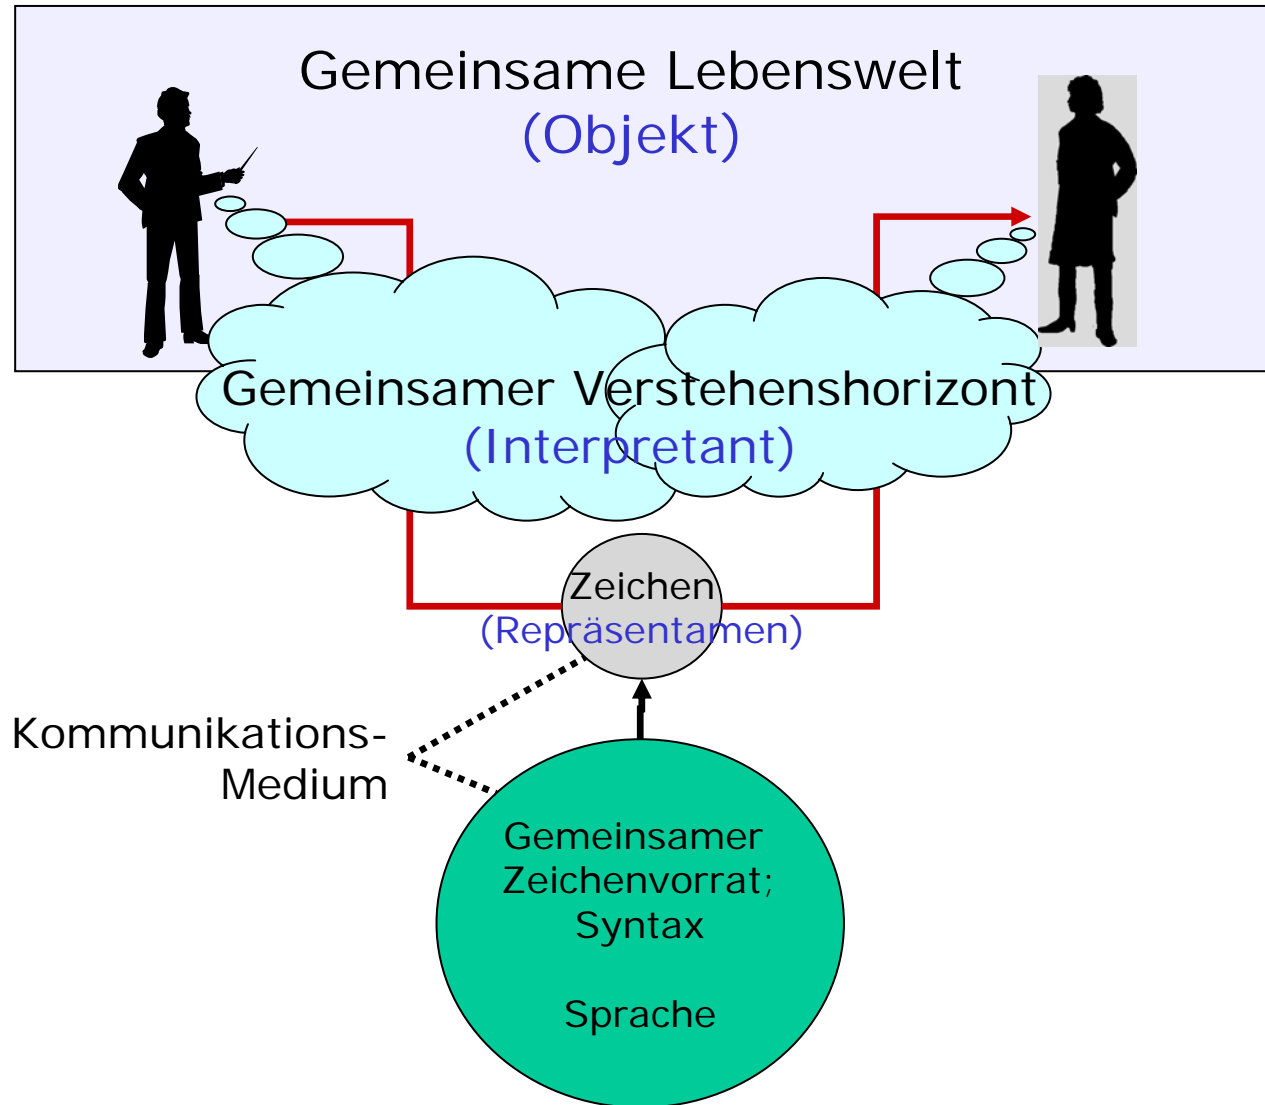 Gemeinsame Lebenswelt
(Objekt)
Gemeinsamer Verstehenshorizont
(Interpretant)
Zeichen
(Repräsentamen)
Kommunikations-
Medium
Gemeinsamer
Zeichenvorrat;
Syntax
Sprache